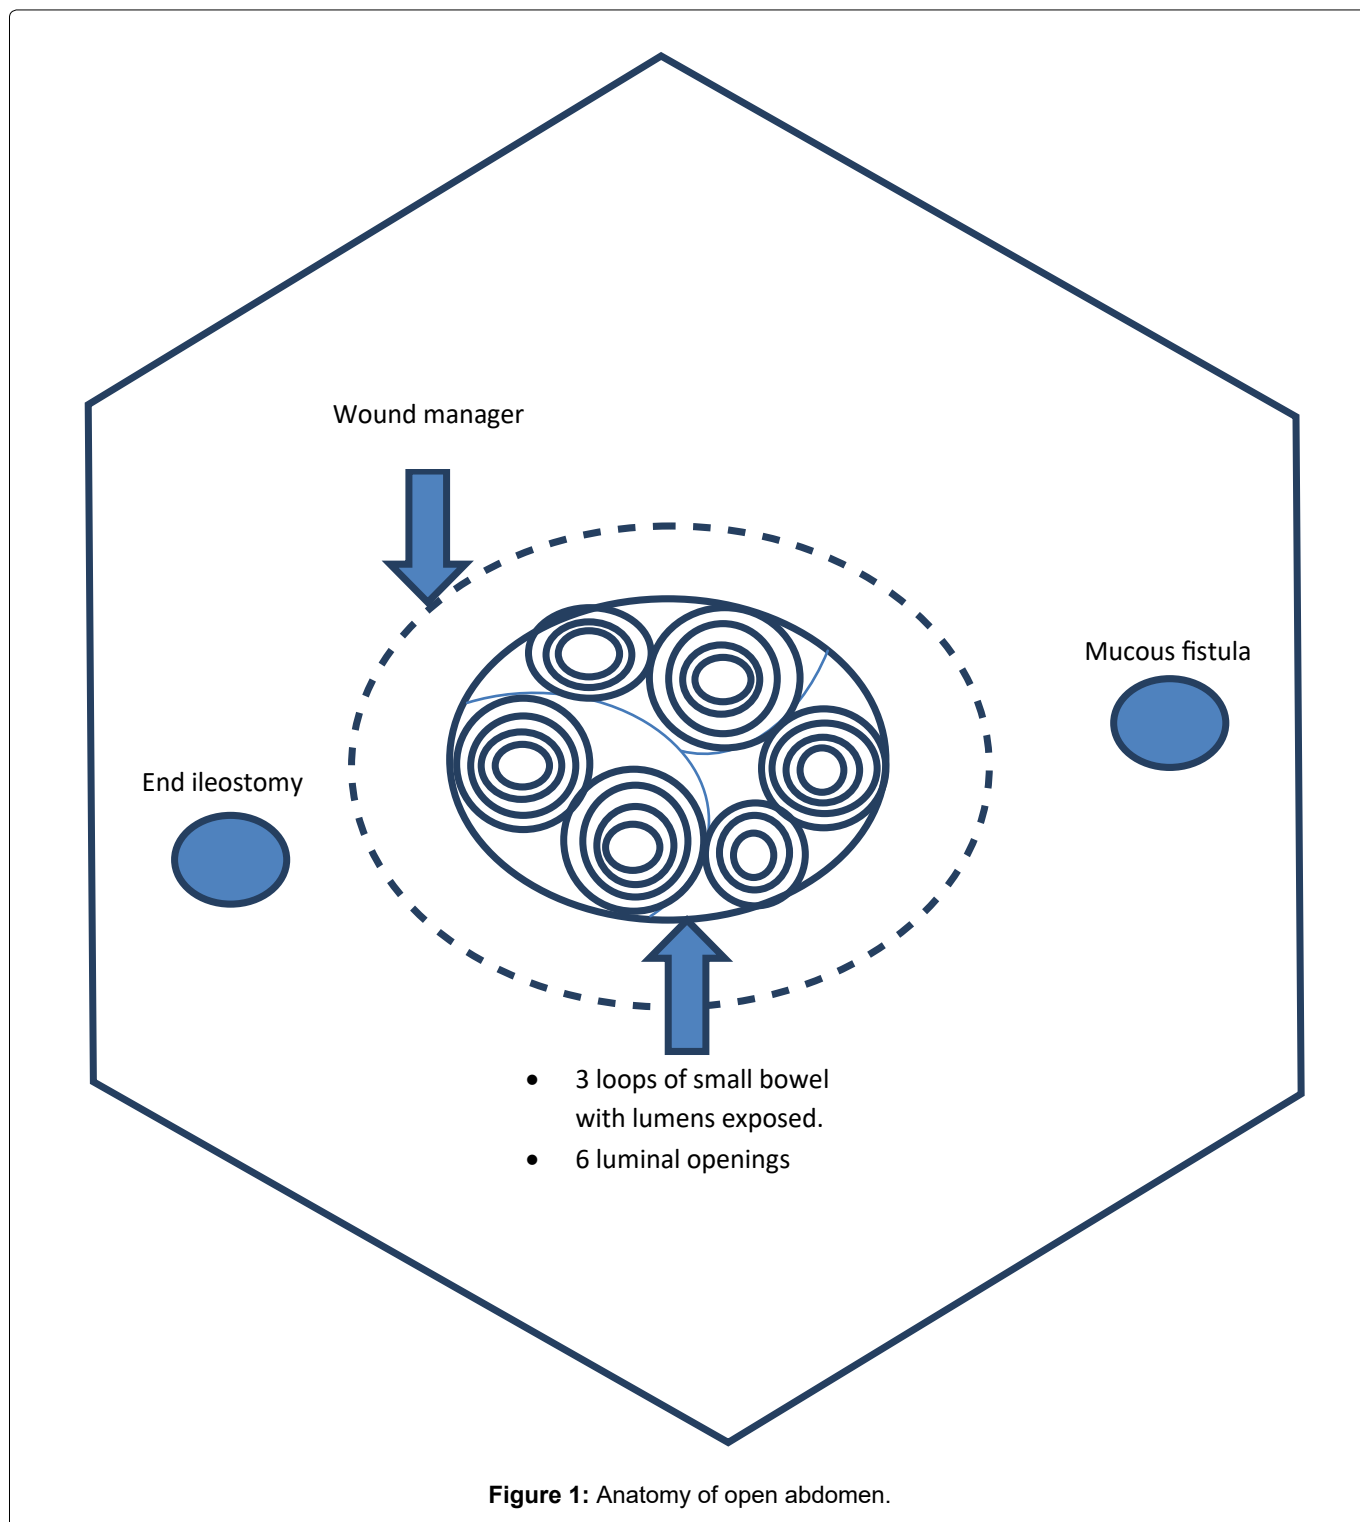 Wound manager
Mucous fistula
End ileostomy
• 3 loops of small bowel
with lumens exposed.
• 6 luminal openings
Figure 1: Anatomy of open abdomen.